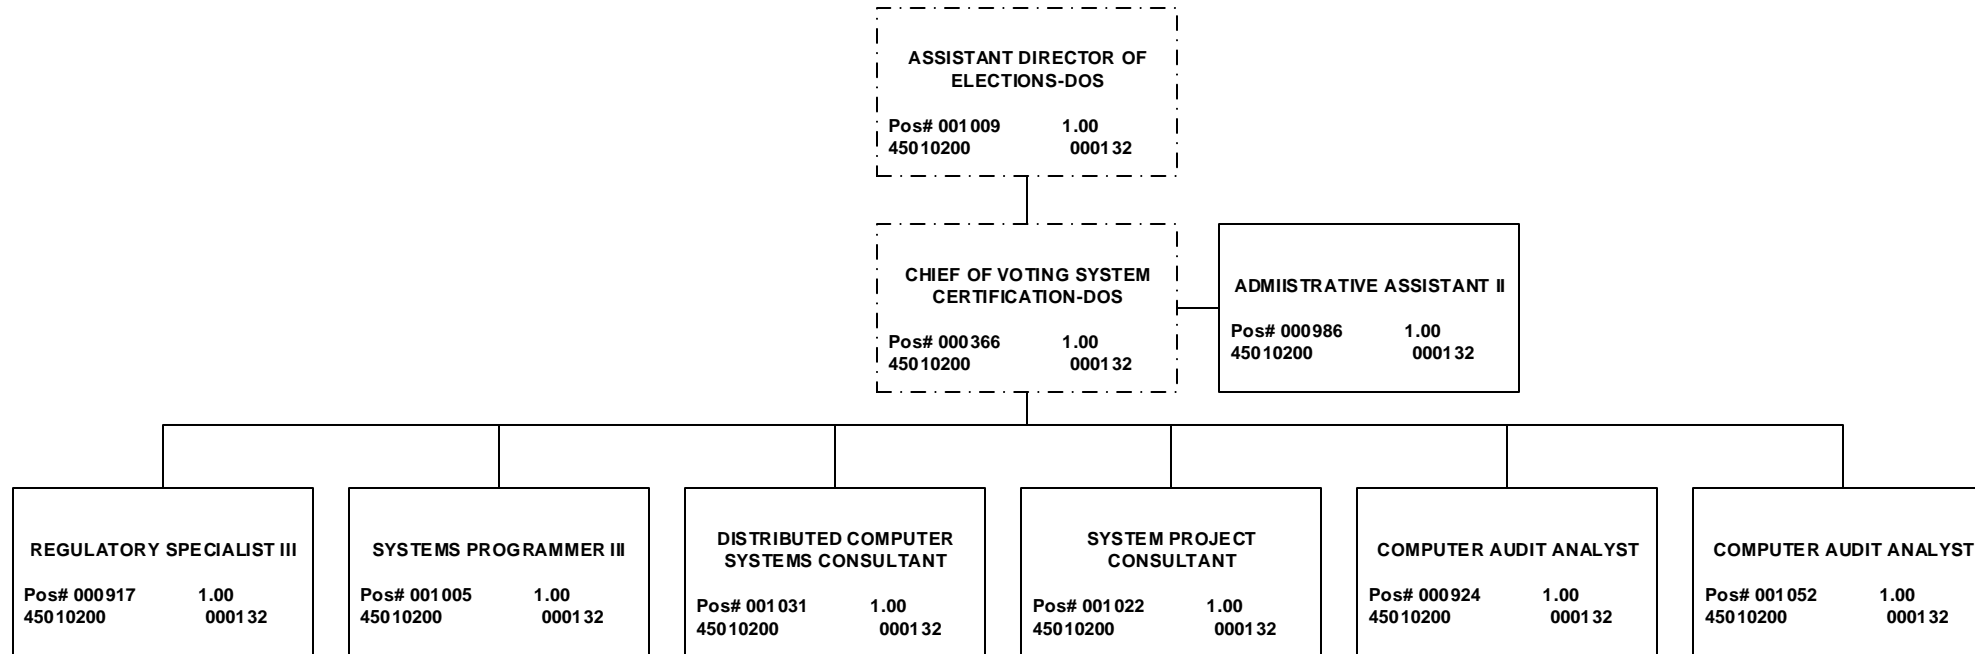 ASSISTANT DIRECTOR OF
ELECTIONS-DOS
Pos# 001009 1.00
45010200 000132
CHIEF OF VOTING SYSTEM
CERTIFICATION-DOS
Pos# 000366 1.00
45010200 000132
ADMIISTRATIVE ASSISTANT II
Pos# 000986 1.00
45010200 000132
REGULATORY SPECIALIST III
Pos# 000917 1.00
45010200 000132
SYSTEMS PROGRAMMER III
Pos# 001005 1.00
45010200 000132
DISTRIBUTED COMPUTER
SYSTEMS CONSULTANT
Pos# 001031 1.00
45010200 000132
SYSTEM PROJECT
CONSULTANT
Pos# 001022 1.00
45010200 000132
COMPUTER AUDIT ANALYST
Pos# 000924 1.00
45010200 000132
COMPUTER AUDIT ANALYST
Pos# 001052 1.00
45010200 000132